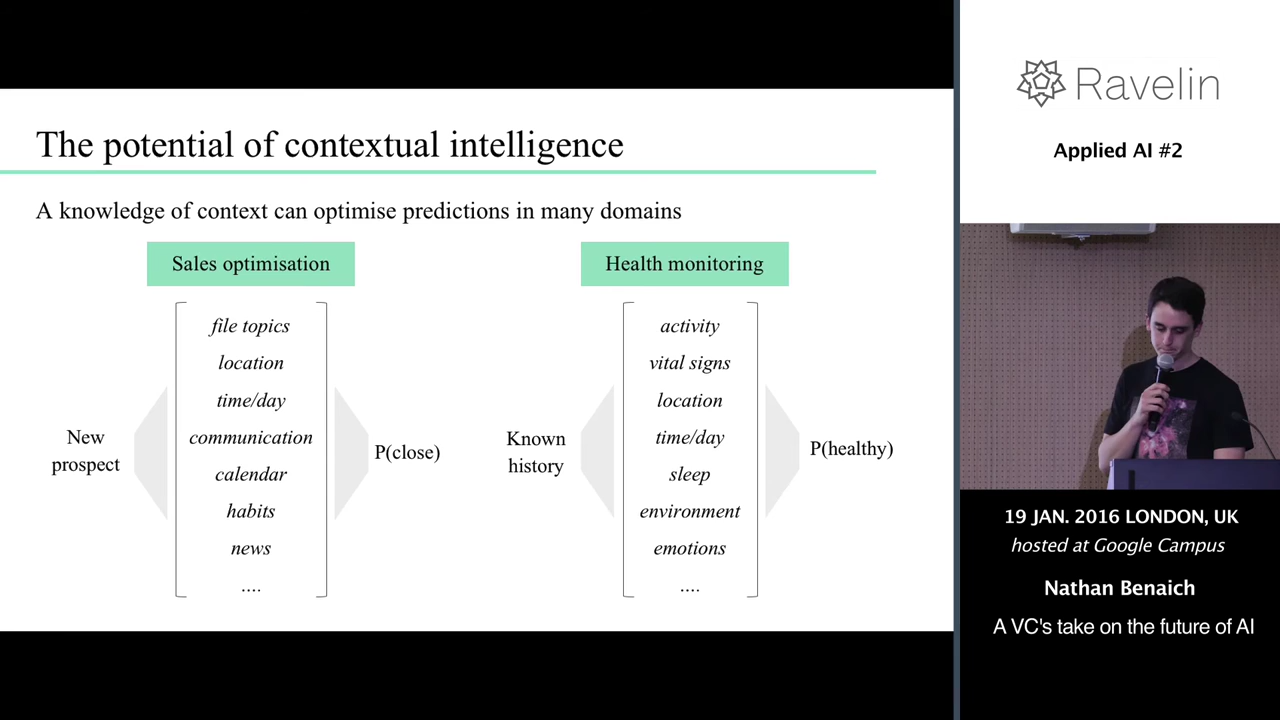 The potential of contextual intelligence
A knowledge of context can optimise predictions in many domains
Sales optimisation
New
prospect
file topics
location
time/day
communication
calendar
habits
news
....
P(close)
Health monitoring
Known
history
activity
vital signs
location
time/day
sleep
environment
emotions
....
P(healthy)
Ravelin
Applied AI #2
19 JAN. 2016 LONDON, UK
hosted at Google Campus
Nathan Benaich
A VC's take on the future of AI